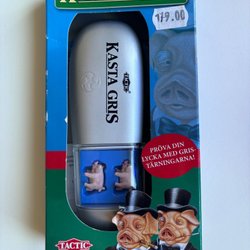 179.00
KASTA GRIS
PRÖVA DIN
LYCKA MED GRIS-
TÄRNINGARNA!
TACTIC